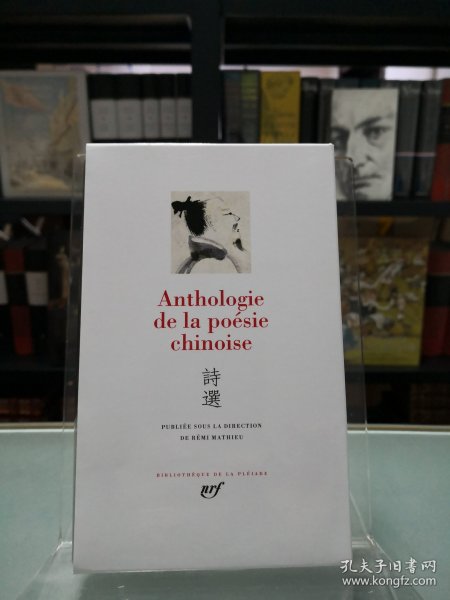 Anthologie
de la poésie
chinoise
詩
選
PUBLIÉE SOUS LA DIRECTION
DE RÉMI MATHIEU
BIBLIOTHÈQUE DE LA PLÉIADE
nrf
孔夫子旧书网
www.kongfz.com